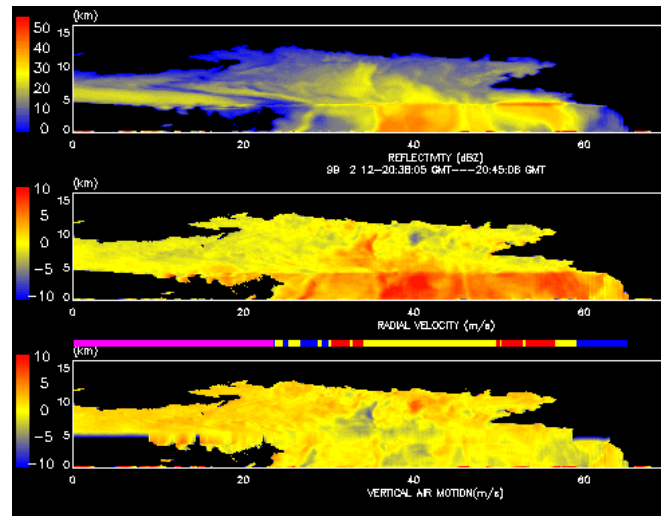 (km)
50 15
40
30 10
20 5
10
0 0
0 20 40 60
REFLECTIVITY (dBZ)
98 2 12-20:38:05 GMT---20:45:08 GMT
(km)
10 15
5 10
0
-5 5
-10 0
0 20 40 60
RADIAL VELOCITY (m/s)
(km)
10 15
5 10
0
-5 5
-10 0
0 20 40 60
VERTICAL AIR MOTION(m/s)